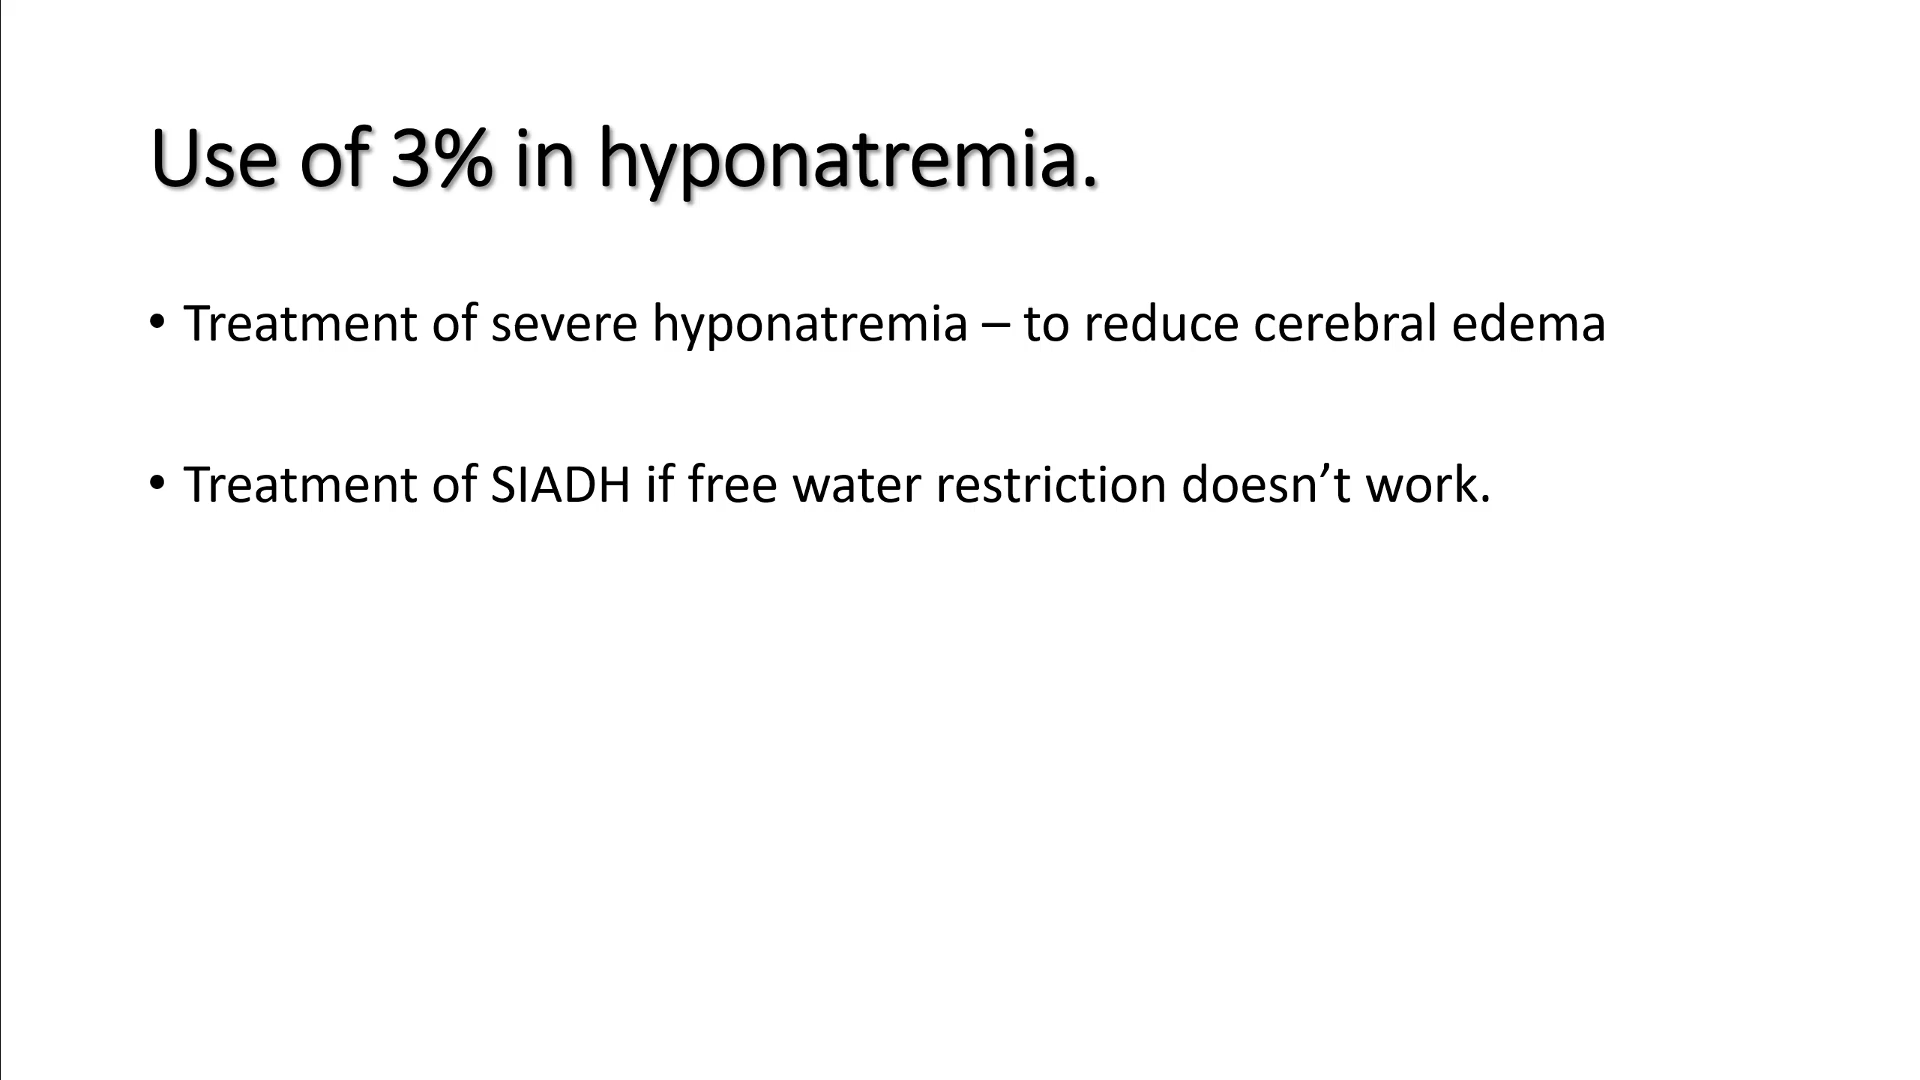 Use of 3% in hyponatremia.
• Treatment of severe hyponatremia – to reduce cerebral edema
• Treatment of SIADH if free water restriction doesn’t work.